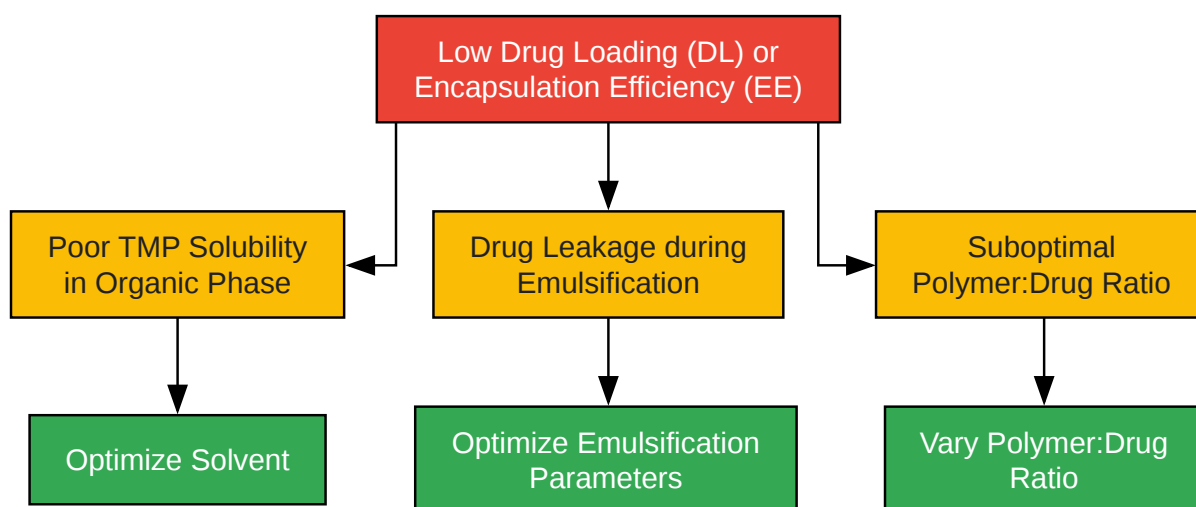 Low Drug Loading (DL) or
Encapsulation Efficiency (EE)
Poor TMP Solubility
in Organic Phase
Drug Leakage during
Emulsification
Suboptimal
Polymer:Drug Ratio
Optimize Solvent
Optimize Emulsification
Parameters
Vary Polymer:Drug
Ratio